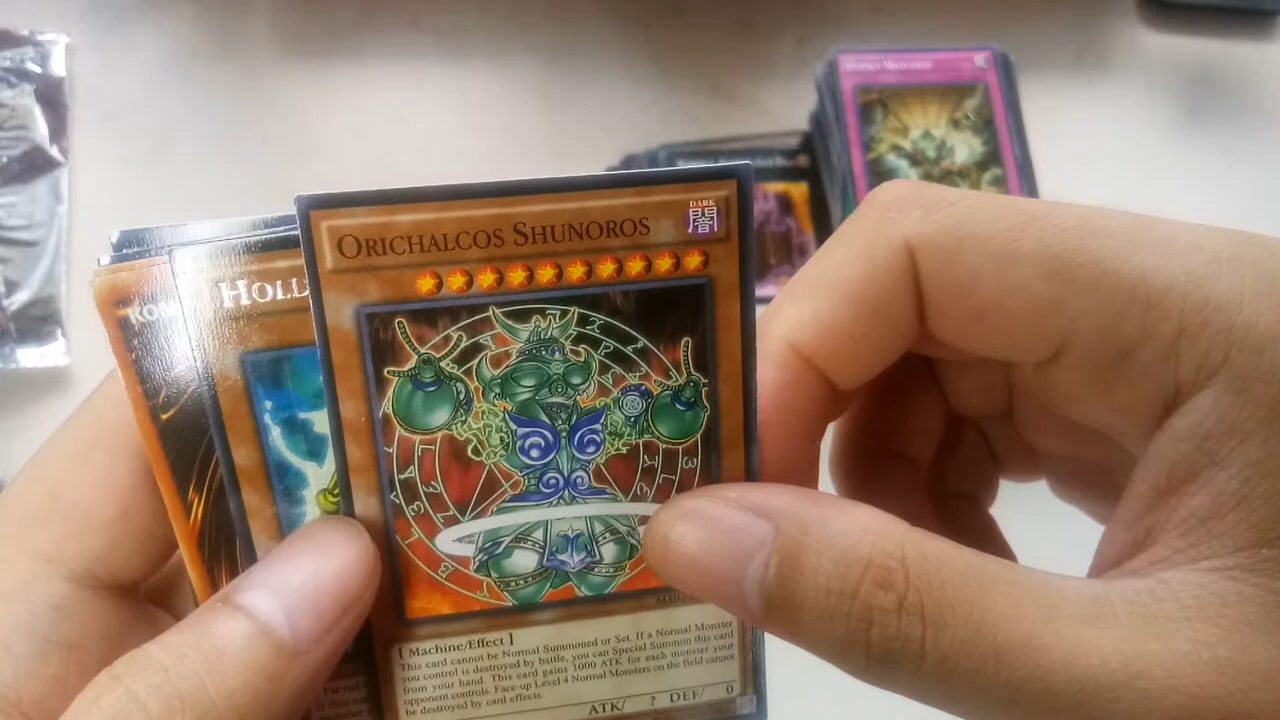 ORICHALCOS SHUNOROS
DARK
闇
HOLD
KON
[ Machine/Effect ]
This card cannot be Normal Summoned or Set. If a Normal Monster
you control is destroyed by battle, you can Special Summon this card
from your hand. This card gains 1000 ATK for each monster your
opponent controls. Face-up Level 4 Normal Monsters on the field cannot
be destroyed by card effects.
ATK/ ? DEF/ 0